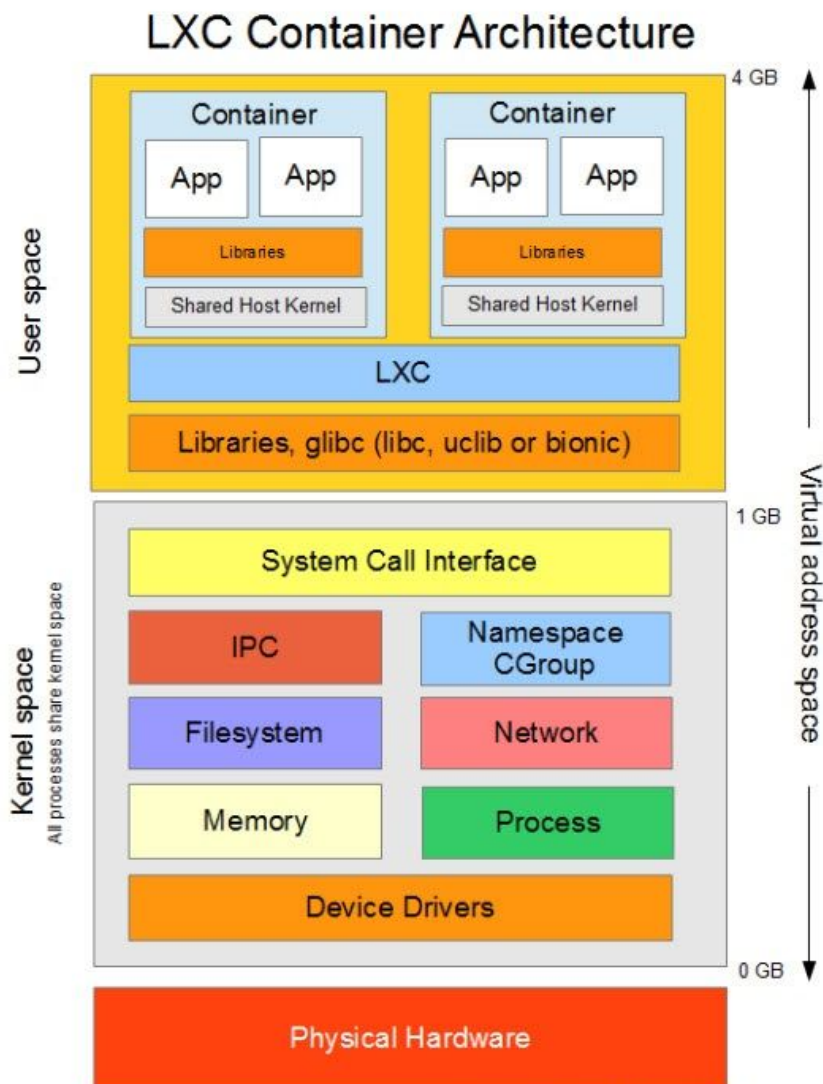 LXC Container Architecture
4 GB
Container
Container
App
App
App
App
Libraries
Libraries
Shared Host Kernel
Shared Host Kernel
LXC
Libraries, glibc (libc, uclib or bionic)
User space
1 GB
System Call Interface
IPC
Namespace
CGroup
Filesystem
Network
Memory
Process
Device Drivers
Kernel space
All processes share kernel space
Virtual address space
0 GB
Physical Hardware